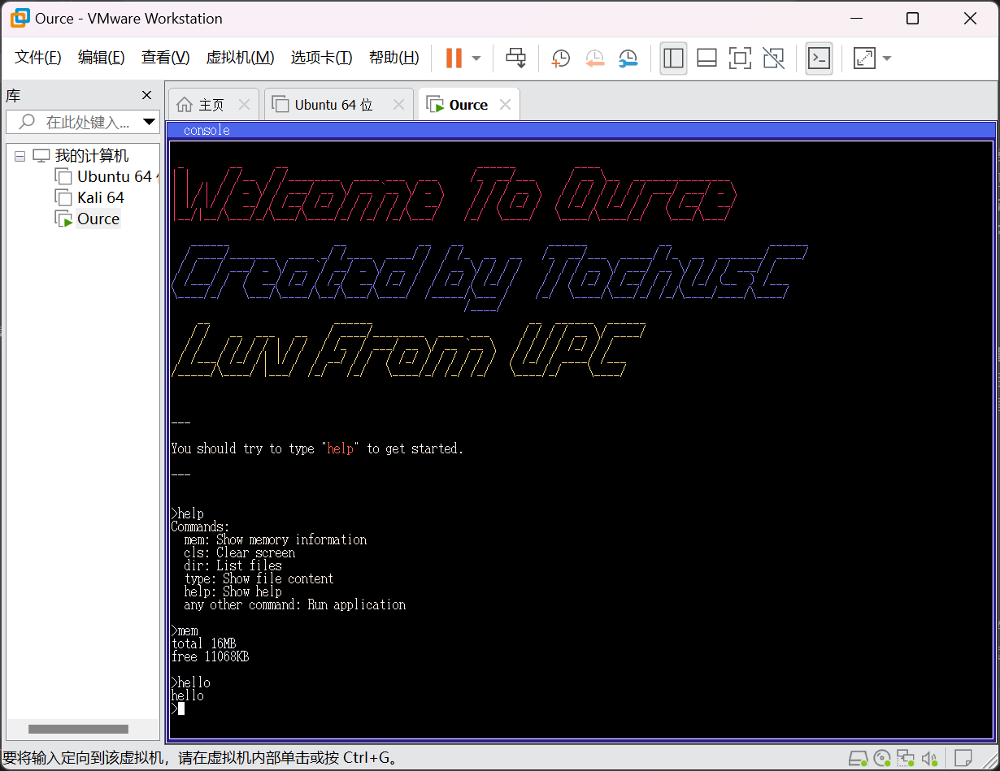 Ource - VMware Workstation
文件(F) 编辑(E) 查看(V) 虚拟机(M) 选项卡(T) 帮助(H)
库
在此处键入...
我的计算机
Ubuntu 64
Kali 64
Ource
主页 Ubuntu 64 位 Ource
console
Welcome To Ource
Created by TachusC
Luv From UPC
---
You should try to type "help" to get started.
---
>help
Commands:
mem: Show memory information
cls: Clear screen
dir: List files
type: Show file content
help: Show help
any other command: Run application
>mem
total 16MB
free 11068KB
>hello
hello
>
要将输入定向到该虚拟机，请在虚拟机内部单击或按 Ctrl+G。